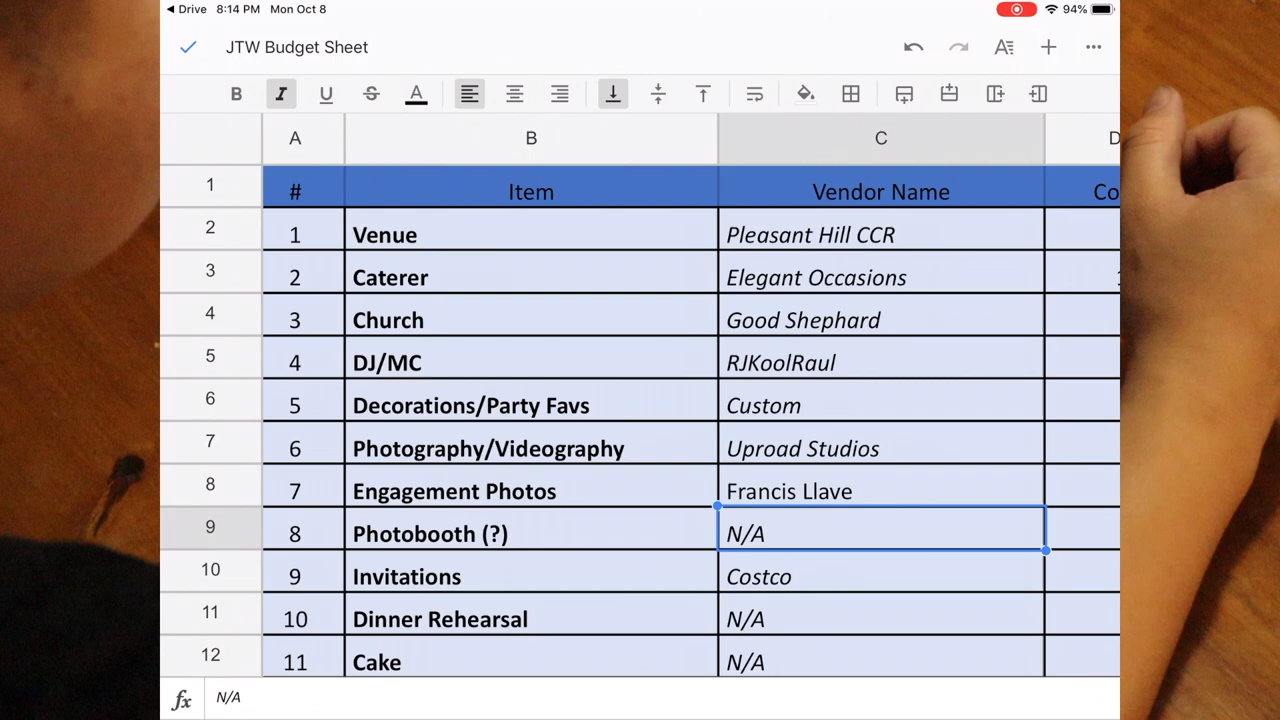 Drive 8:14 PM Mon Oct 8 94%
JTW Budget Sheet
B I U S A
A B C D
1 # Item Vendor Name Co
2 1 Venue Pleasant Hill CCR
3 2 Caterer Elegant Occasions
4 3 Church Good Shephard
5 4 DJ/MC RJKoolRaul
6 5 Decorations/Party Favs Custom
7 6 Photography/Videography Uproad Studios
8 7 Engagement Photos Francis Llave
9 8 Photobooth (?) N/A
10 9 Invitations Costco
11 10 Dinner Rehearsal N/A
12 11 Cake N/A
fx N/A